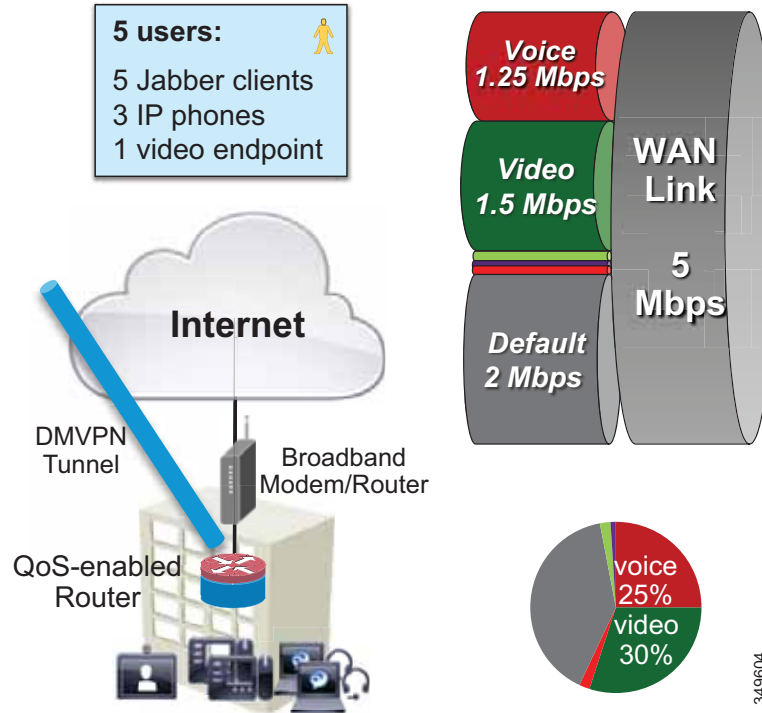 5 users:
5 Jabber clients
3 IP phones
1 video endpoint
Voice
1.25 Mbps
Video
1.5 Mbps
Default
2 Mbps
WAN
Link
5
Mbps
Internet
DMVPN
Tunnel
Broadband
Modem/Router
QoS-enabled
Router
voice
25%
video
30%
349604